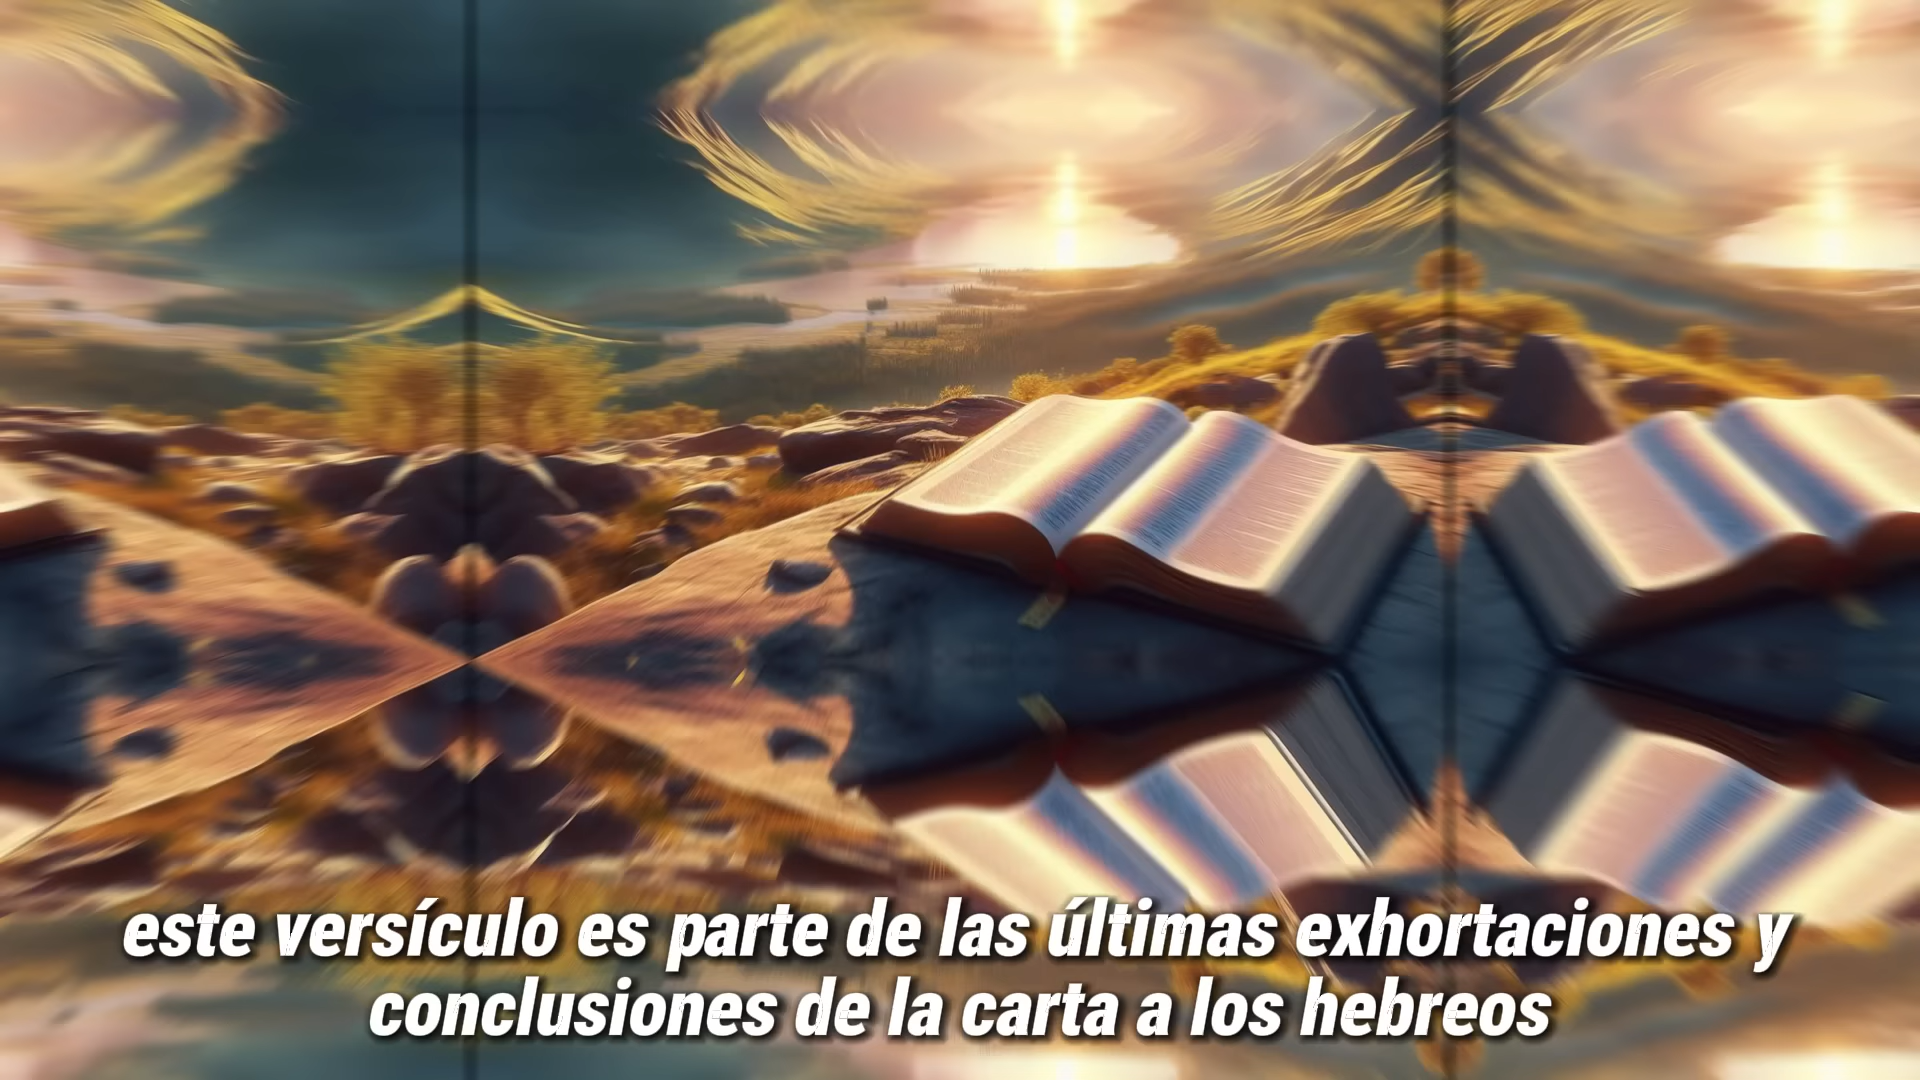 este versículo es parte de las últimas exhortaciones y
conclusiones de la carta a los hebreos